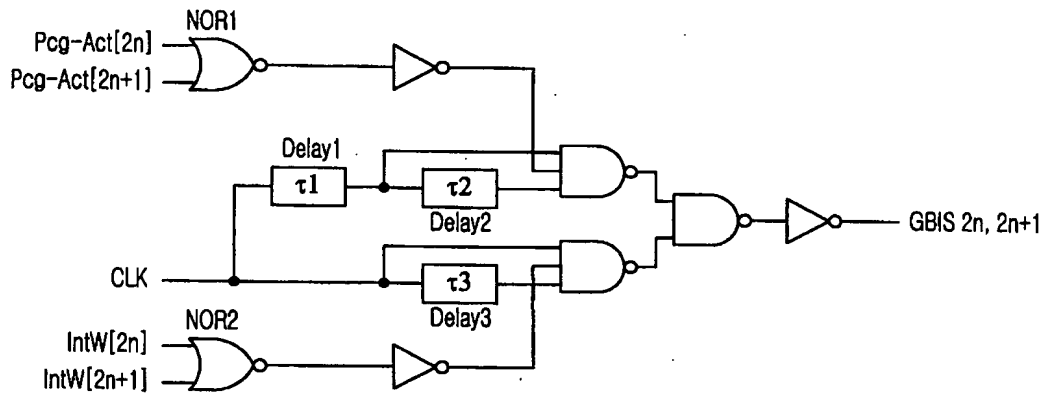 NOR1
Pcg-Act[2n]
Pcg-Act[2n+1]
Delay1
τ1
τ2
Delay2
GBIS 2n, 2n+1
CLK
τ3
Delay3
NOR2
IntW[2n]
IntW[2n+1]